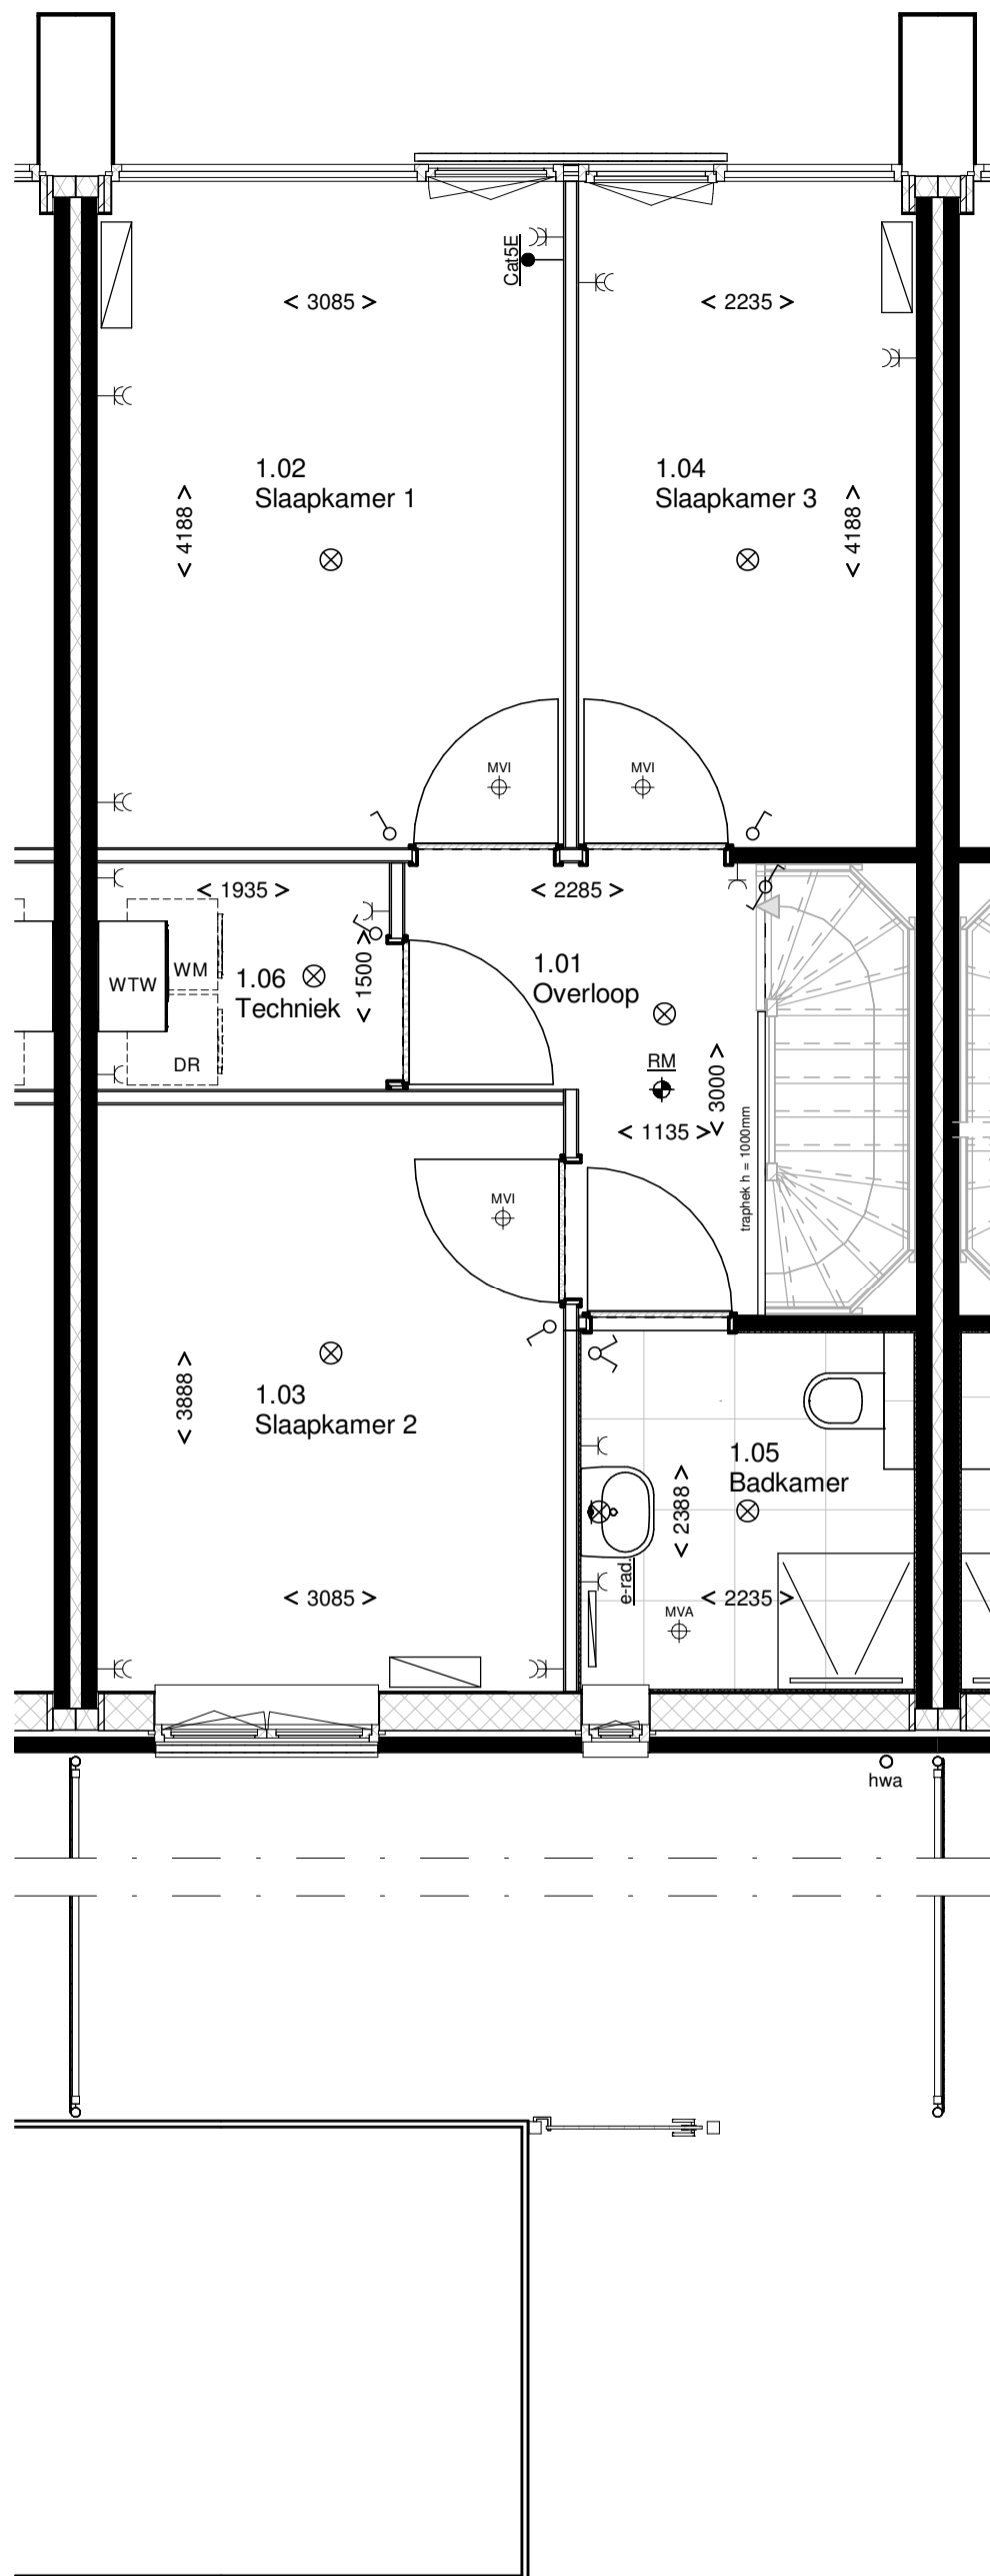 Cat5E
< 3085 >
< 2235 >
1.02
Slaapkamer 1
1.04
Slaapkamer 3
< 4188 >
< 4188 >
MVI
MVI
< 1935 >
< 2285 >
WTW
WM
DR
1.06
Techniek
< 1500 >
1.01
Overloop
RM
< 3000 >
< 1135 >
traphek h = 1000mm
MVI
1.03
Slaapkamer 2
< 3888 >
1.05
Badkamer
< 2388 >
e-rad.
< 3085 >
< 2235 >
MVA
hwa